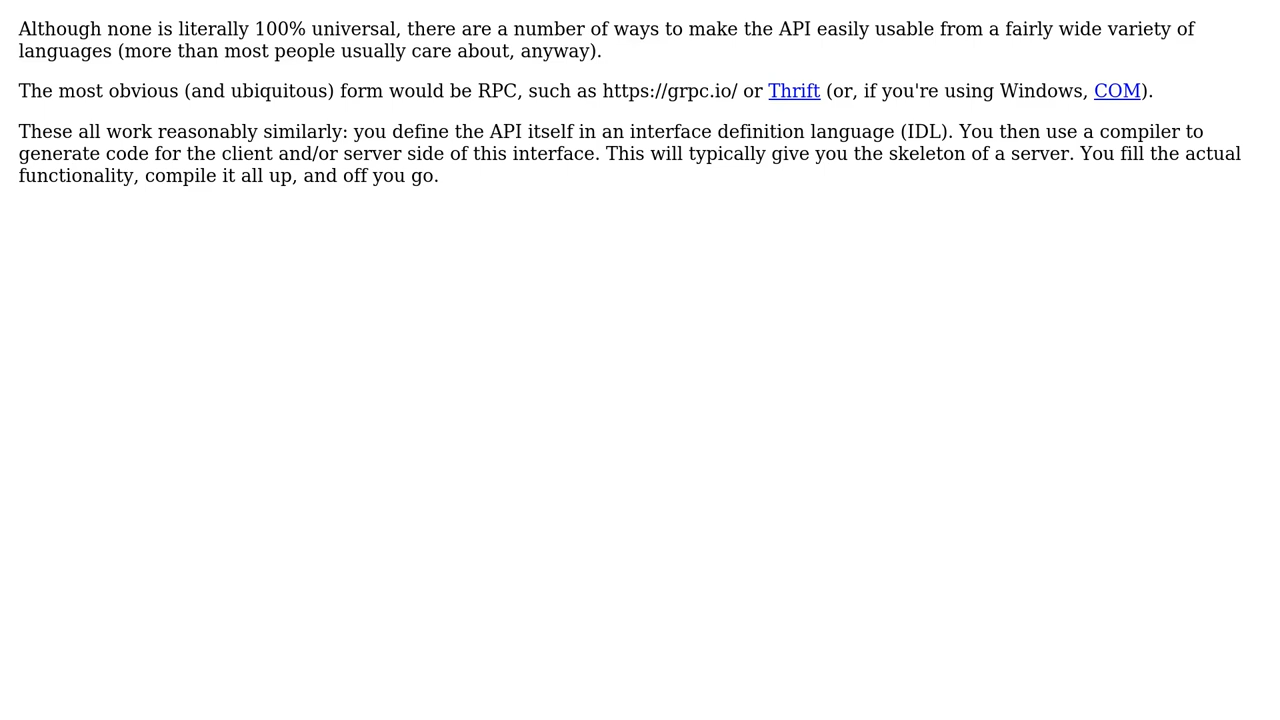 Although none is literally 100% universal, there are a number of ways to make the API easily usable from a fairly wide variety of
languages (more than most people usually care about, anyway).
The most obvious (and ubiquitous) form would be RPC, such as https://grpc.io/ or Thrift (or, if you're using Windows, COM).
These all work reasonably similarly: you define the API itself in an interface definition language (IDL). You then use a compiler to
generate code for the client and/or server side of this interface. This will typically give you the skeleton of a server. You fill the actual
functionality, compile it all up, and off you go.